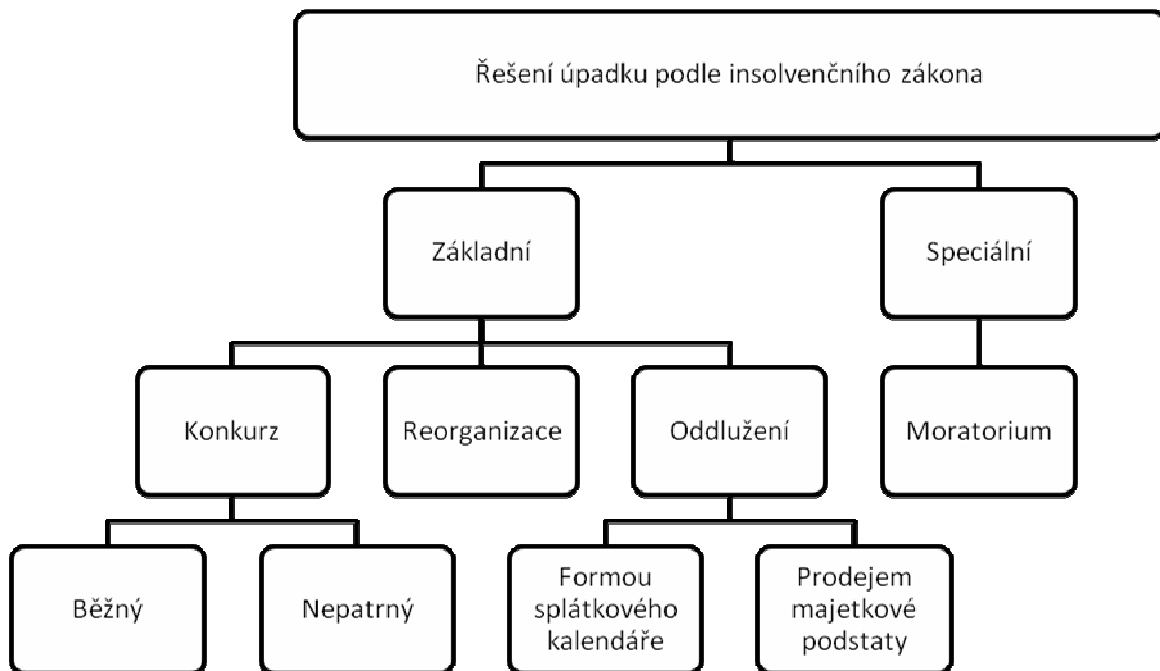 Řešení úpadku podle insolvenčního zákona
Základní
Speciální
Konkurz
Reorganizace
Oddlužení
Moratorium
Běžný
Nepatrný
Formou
splátkového
kalendáře
Prodejem
majetkové
podstaty